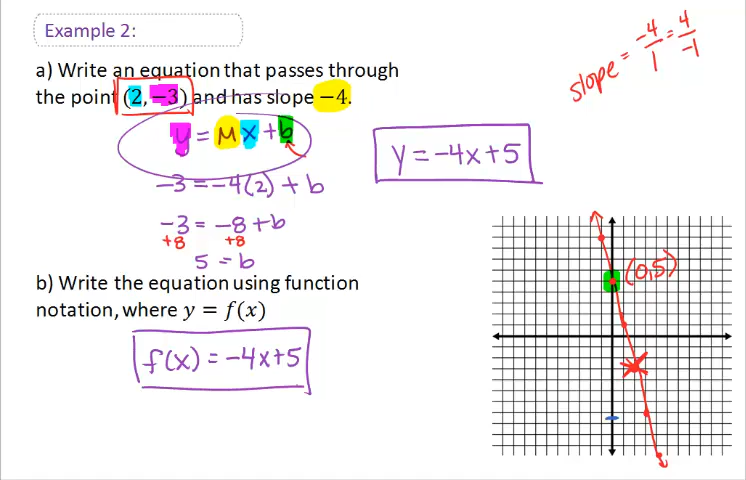 Example 2:
slope = -4/1 = 4/-1
a) Write an equation that passes through
the point (2, −3) and has slope −4.
y = mx + b
y = -4x + 5
-3 = -4(2) + b
-3 = -8 + b
+8 +8
5 = b
(0,5)
b) Write the equation using function
notation, where y = f(x)
f(x) = -4x + 5